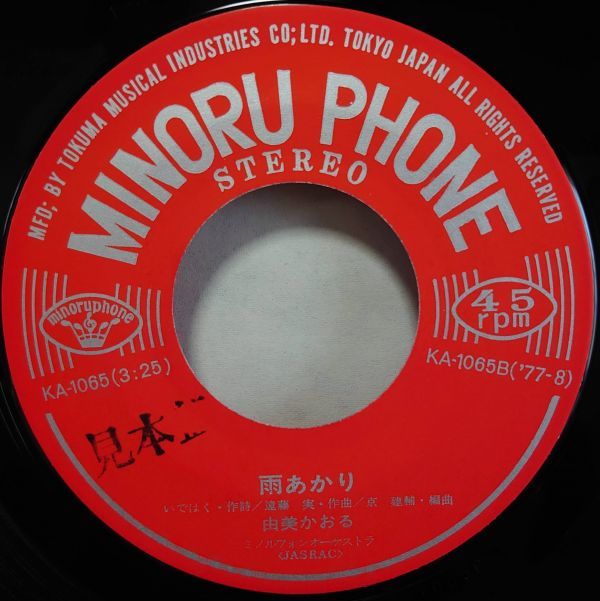 MFD; BY TOKUMA MUSICAL INDUSTRIES CO;LTD. TOKYO JAPAN ALL RIGHTS RESERVED
MINORU PHONE
STEREO
minoruphone
45
rpm
KA-1065(3:25)
KA-1065B('77-8)
見本
雨あかり
いではく・作詩/遠藤 実・作曲/京 建輔・編曲
由美かおる
ミノルフォンオーケストラ
〈JASRAC〉